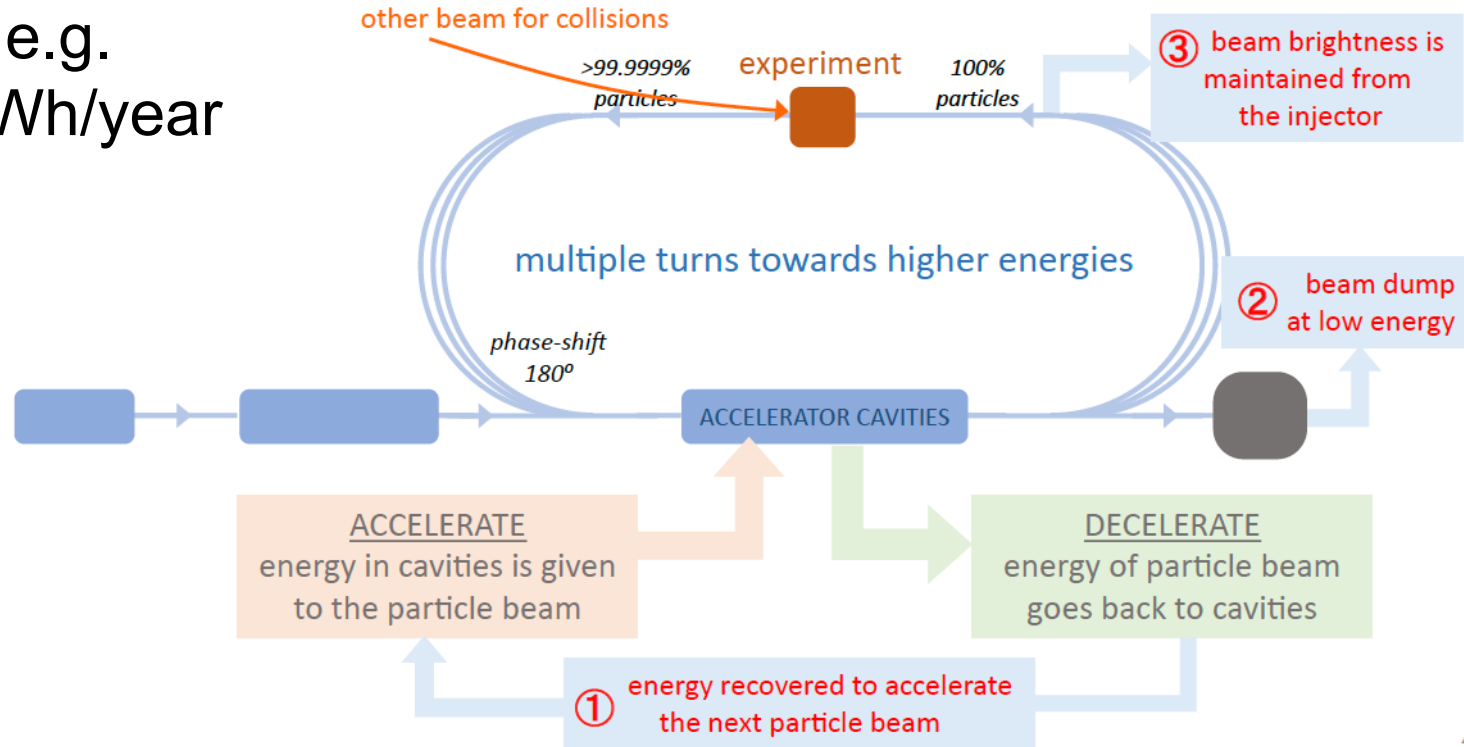 e.g.
Wh/year
other beam for collisions
>99.9999%
particles
experiment
100%
particles
③ beam brightness is
maintained from
the injector
multiple turns towards higher energies
② beam dump
at low energy
phase-shift
180º
ACCELERATOR CAVITIES
ACCELERATE
energy in cavities is given
to the particle beam
DECELERATE
energy of particle beam
goes back to cavities
① energy recovered to accelerate
the next particle beam